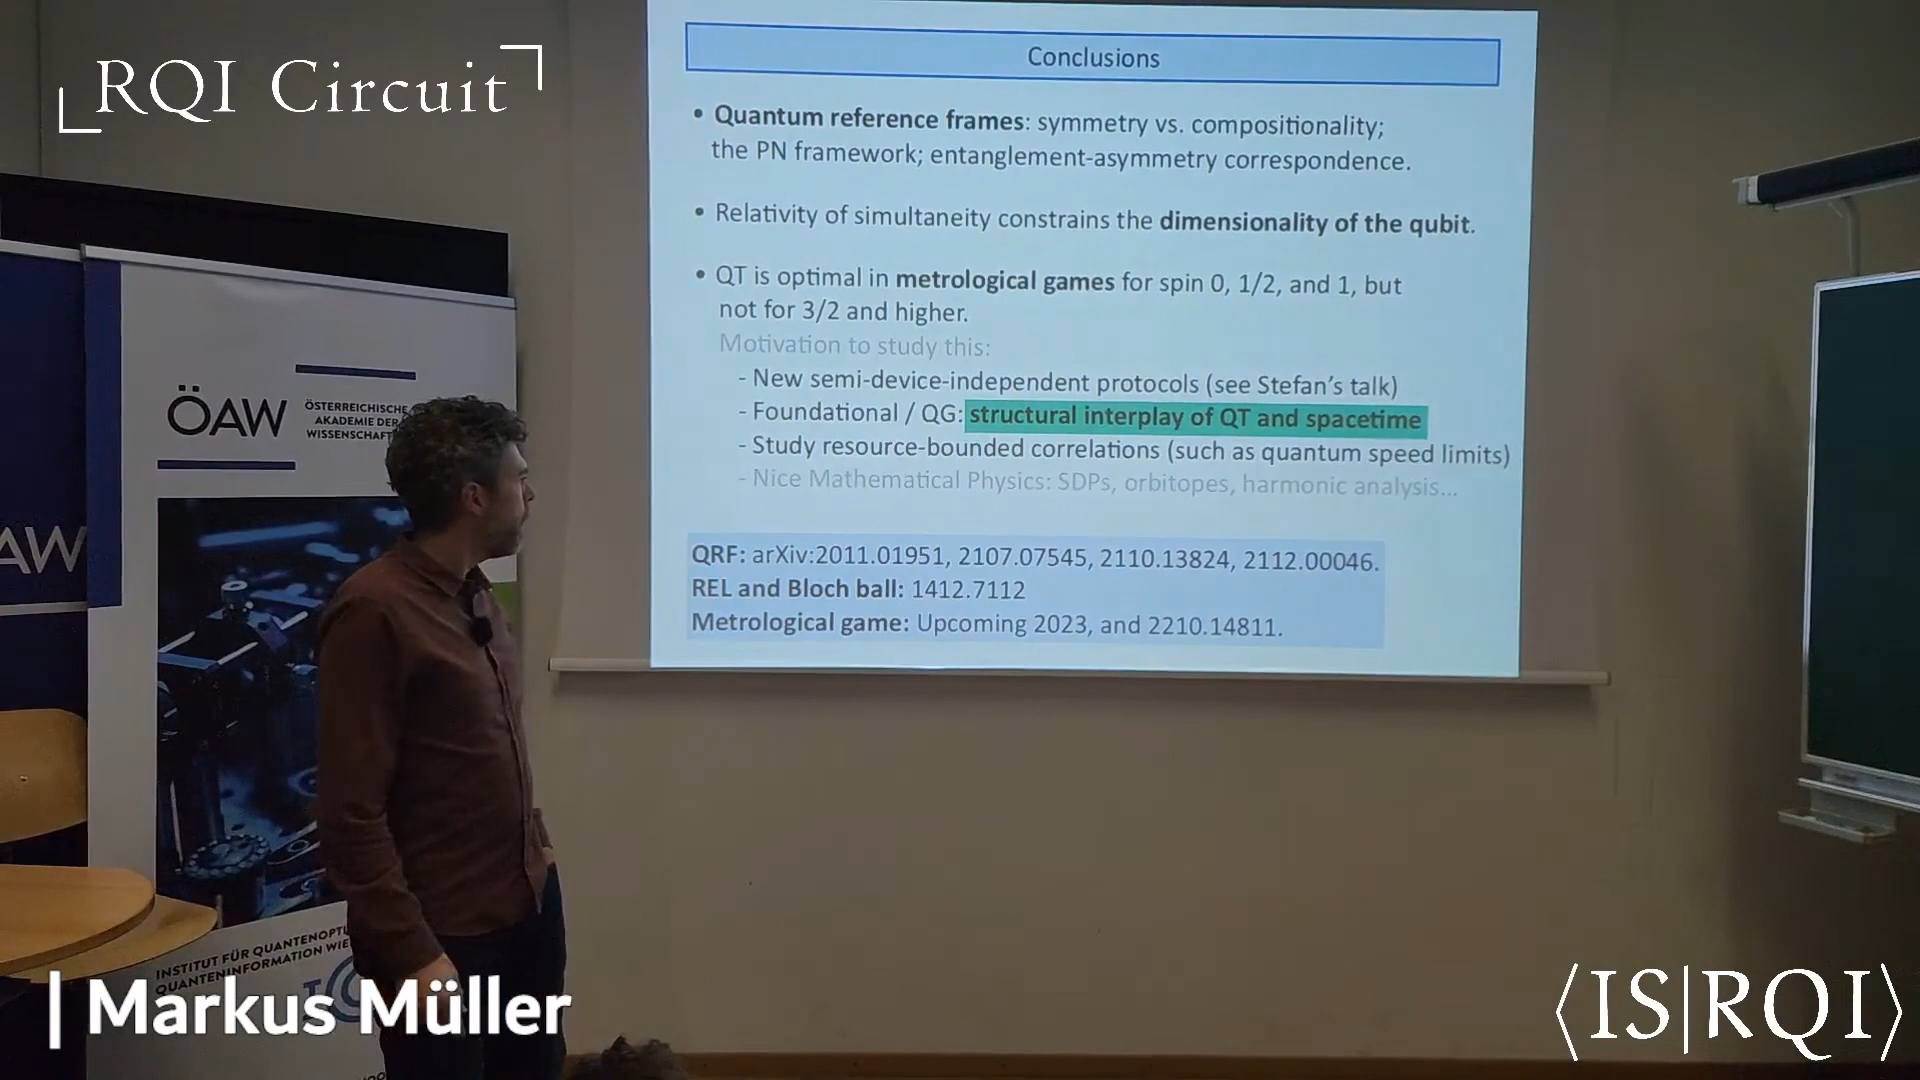 RQI Circuit
Conclusions
• Quantum reference frames: symmetry vs. compositionality;
the PN framework; entanglement-asymmetry correspondence.
• Relativity of simultaneity constrains the dimensionality of the qubit.
• QT is optimal in metrological games for spin 0, 1/2, and 1, but
not for 3/2 and higher.
Motivation to study this:
- New semi-device-independent protocols (see Stefan's talk)
- Foundational / QG: structural interplay of QT and spacetime
- Study resource-bounded correlations (such as quantum speed limits)
- Nice Mathematical Physics: SDPs, orbitopes, harmonic analysis...
QRF: arXiv:2011.01951, 2107.07545, 2110.13824, 2112.00046.
REL and Bloch ball: 1412.7112
Metrological game: Upcoming 2023, and 2210.14811.
ÖAW
ÖSTERREICHISCHE
AKADEMIE DER
WISSENSCHAFT
AW
INSTITUT FÜR QUANTENOPT
QUANTENINFORMATION WIE
| Markus Müller
⟨IS|RQI⟩